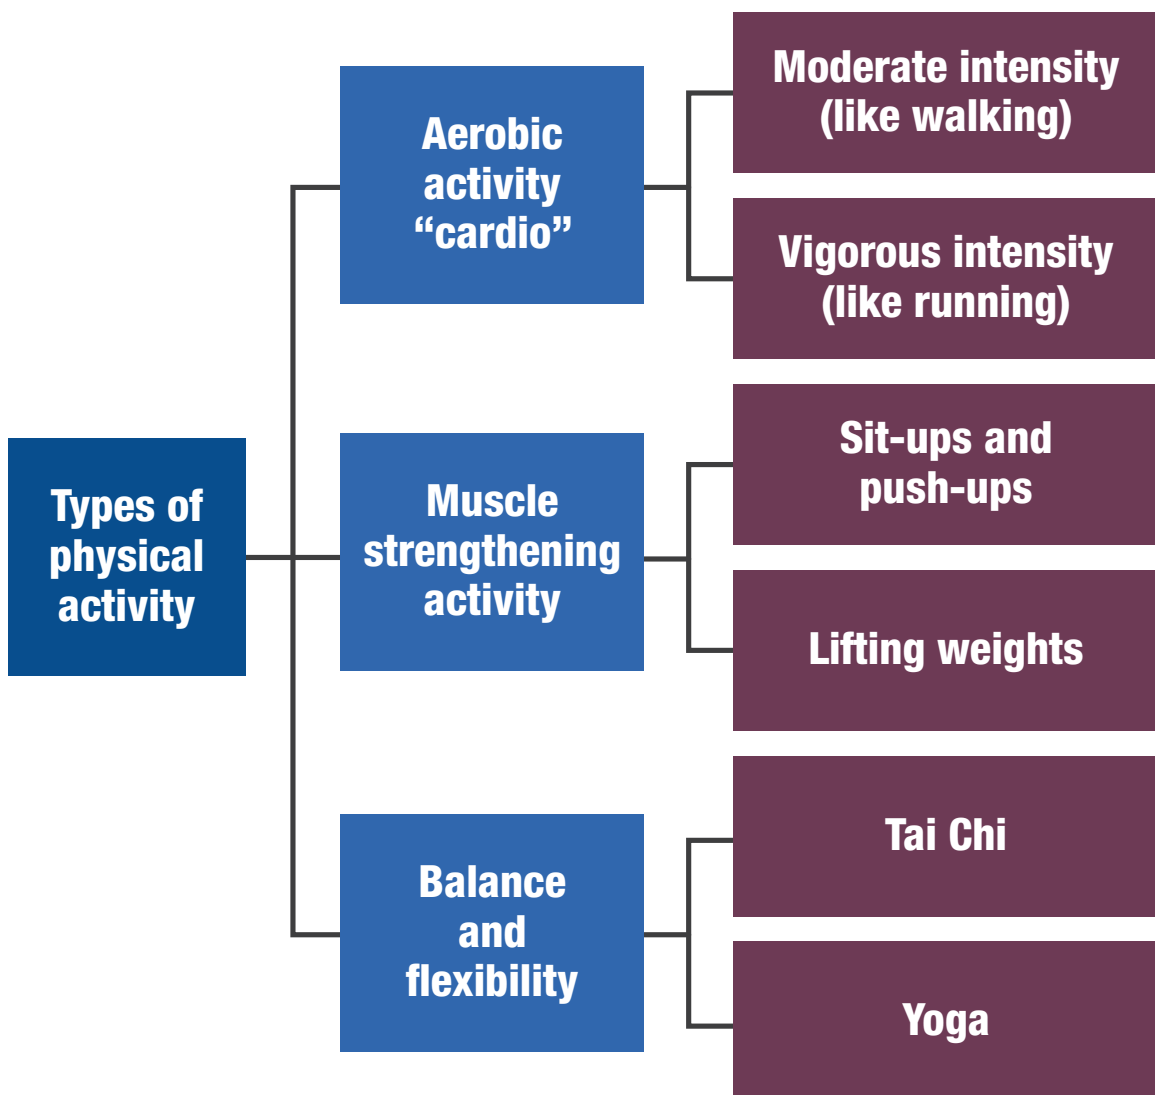 Types of
physical
activity
Aerobic
activity
“cardio”
Moderate intensity
(like walking)
Vigorous intensity
(like running)
Muscle
strengthening
activity
Sit-ups and
push-ups
Lifting weights
Balance
and
flexibility
Tai Chi
Yoga